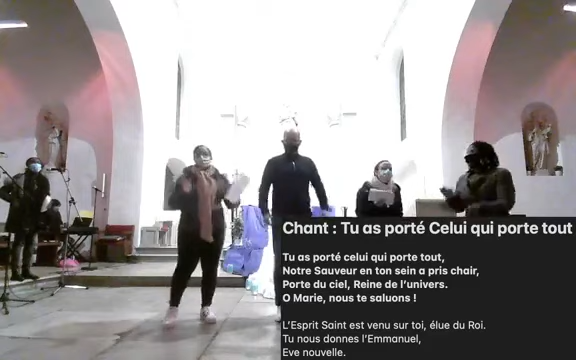 Chant : Tu as porté Celui qui porte tout
Tu as porté celui qui porte tout,
Notre Sauveur en ton sein a pris chair,
Porte du ciel, Reine de l'univers.
O Marie, nous te saluons !
L'Esprit Saint est venu sur toi, élue du Roi.
Tu nous donnes l'Emmanuel,
Eve nouvelle.